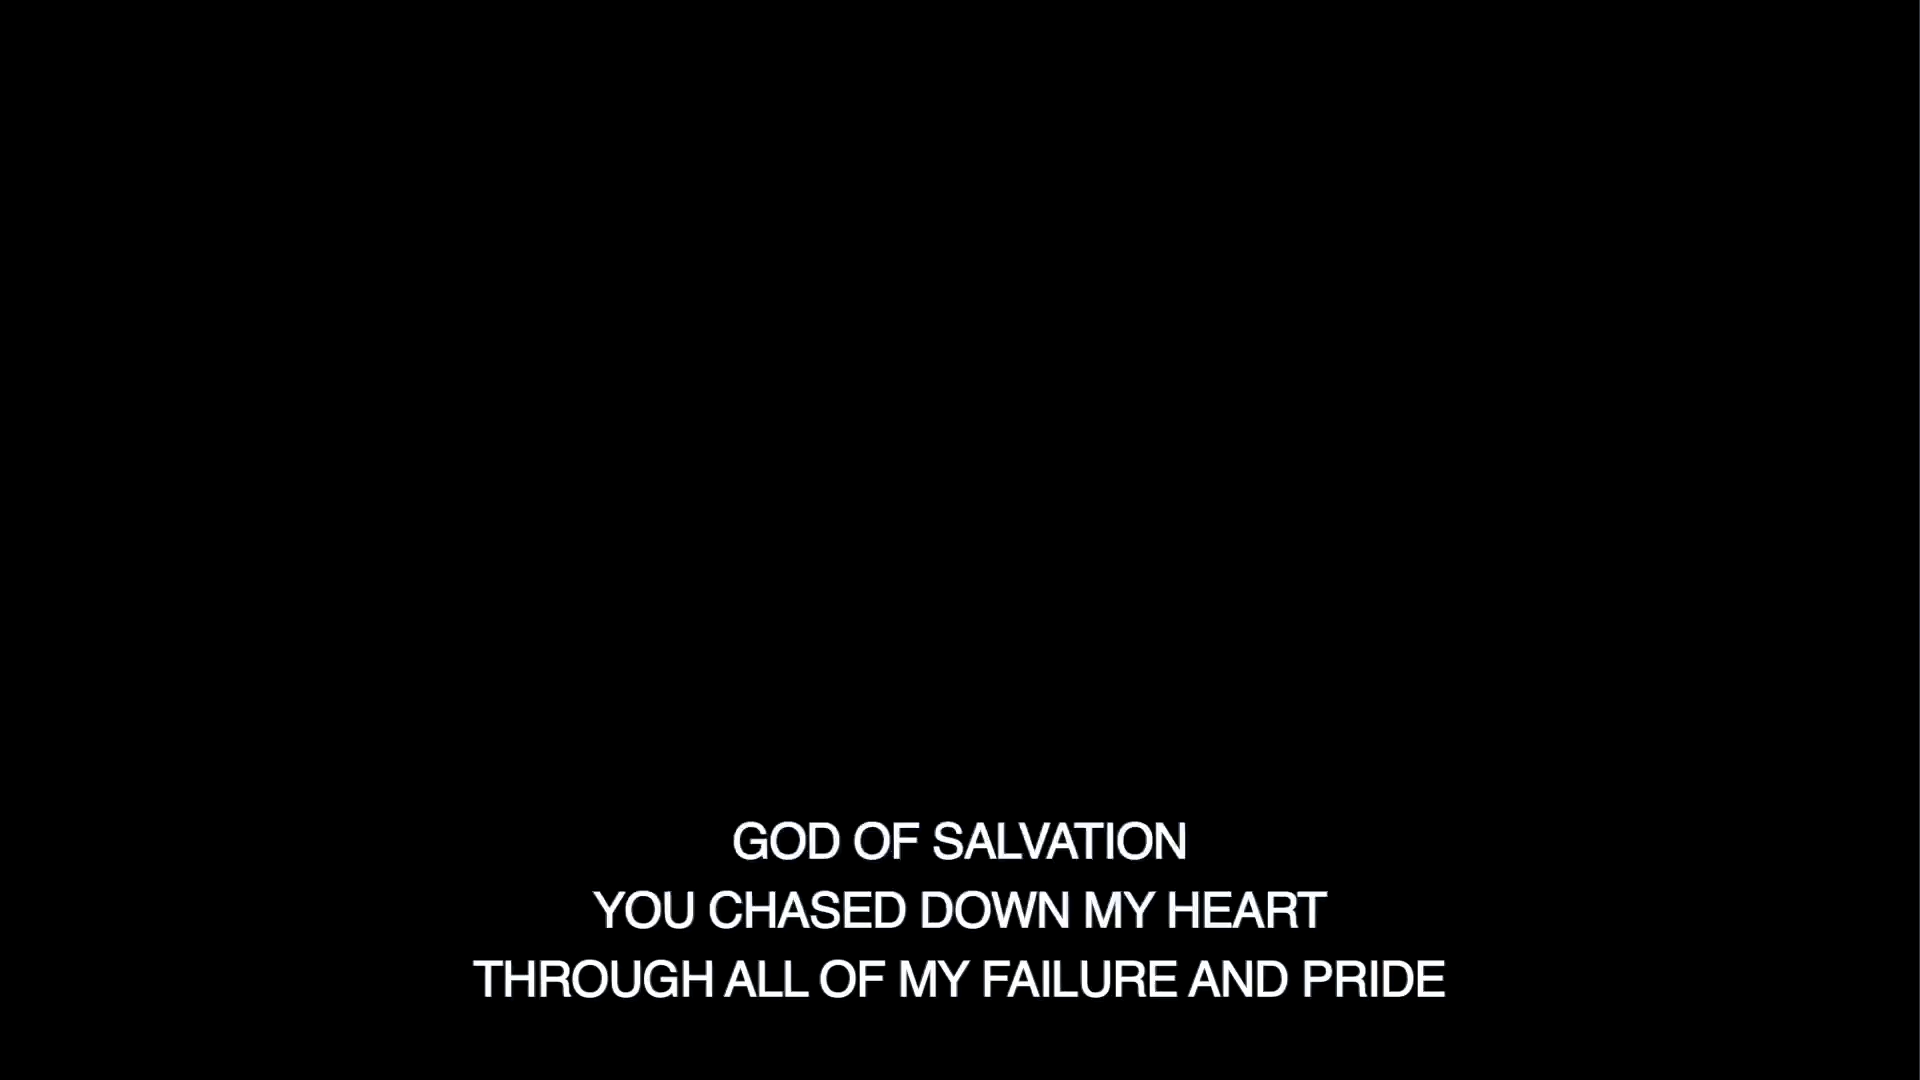 GOD OF SALVATION
YOU CHASED DOWN MY HEART
THROUGH ALL OF MY FAILURE AND PRIDE